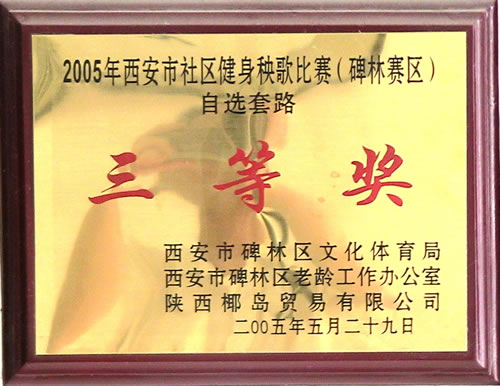 2005年西安市社区健身秧歌比赛(碑林赛区)
自选套路
三等奖
西安市碑林区文化体育局
西安市碑林区老龄工作办公室
陕西椰岛贸易有限公司
二00五年五月二十九日